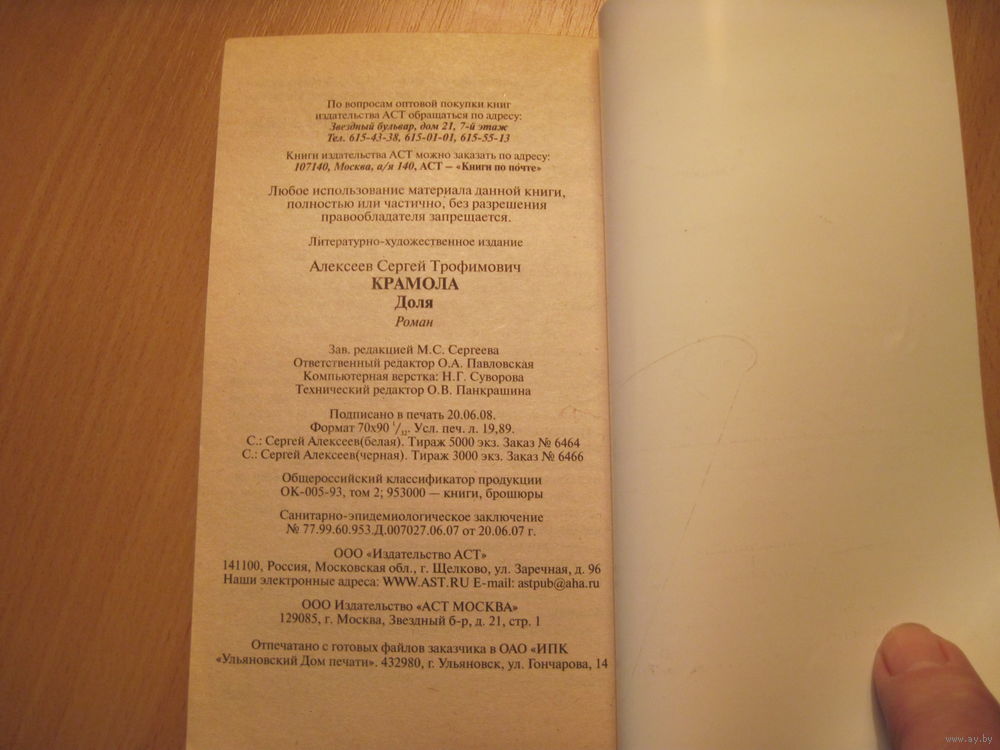 По вопросам оптовой покупки книг
издательства АСТ обращаться по адресу:
Звездный бульвар, дом 21, 7-й этаж
Тел. 615-43-38, 615-01-01, 615-55-13
Книги издательства АСТ можно заказать по адресу:
107140, Москва, а/я 140, АСТ – «Книги по почте»
Любое использование материала данной книги,
полностью или частично, без разрешения
правообладателя запрещается.
Литературно-художественное издание
Алексеев Сергей Трофимович
КРАМОЛА
Доля
Роман
Зав. редакцией М.С. Сергеева
Ответственный редактор О.А. Павловская
Компьютерная верстка: Н.Г. Суворова
Технический редактор О.В. Панкрашина
Подписано в печать 20.06.08.
Формат 70х90 1/32. Усл. печ. л. 19,89.
С.: Сергей Алексеев(белая). Тираж 5000 экз. Заказ № 6464
С.: Сергей Алексеев(черная). Тираж 3000 экз. Заказ № 6466
Общероссийский классификатор продукции
ОК-005-93, том 2; 953000 — книги, брошюры
Санитарно-эпидемиологическое заключение
№ 77.99.60.953.Д.007027.06.07 от 20.06.07 г.
ООО «Издательство АСТ»
141100, Россия, Московская обл., г. Щелково, ул. Заречная, д. 96
Наши электронные адреса: WWW.AST.RU E-mail: astpub@aha.ru
ООО Издательство «АСТ МОСКВА»
129085, г. Москва, Звездный б-р, д. 21, стр. 1
Отпечатано с готовых файлов заказчика в ОАО «ИПК
«Ульяновский Дом печати». 432980, г. Ульяновск, ул. Гончарова, 14
www.ay.by